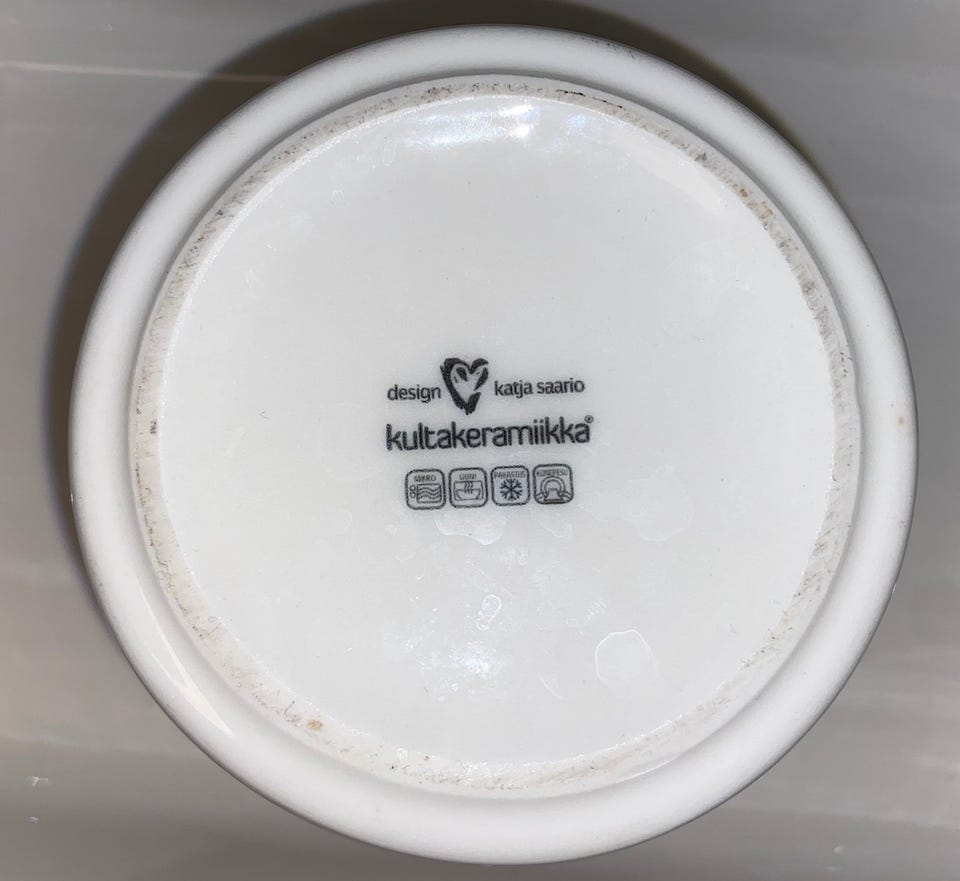 design katja saario
kultakeramiikka®
MIKRO UUNI PAKASTUS KONEPESU